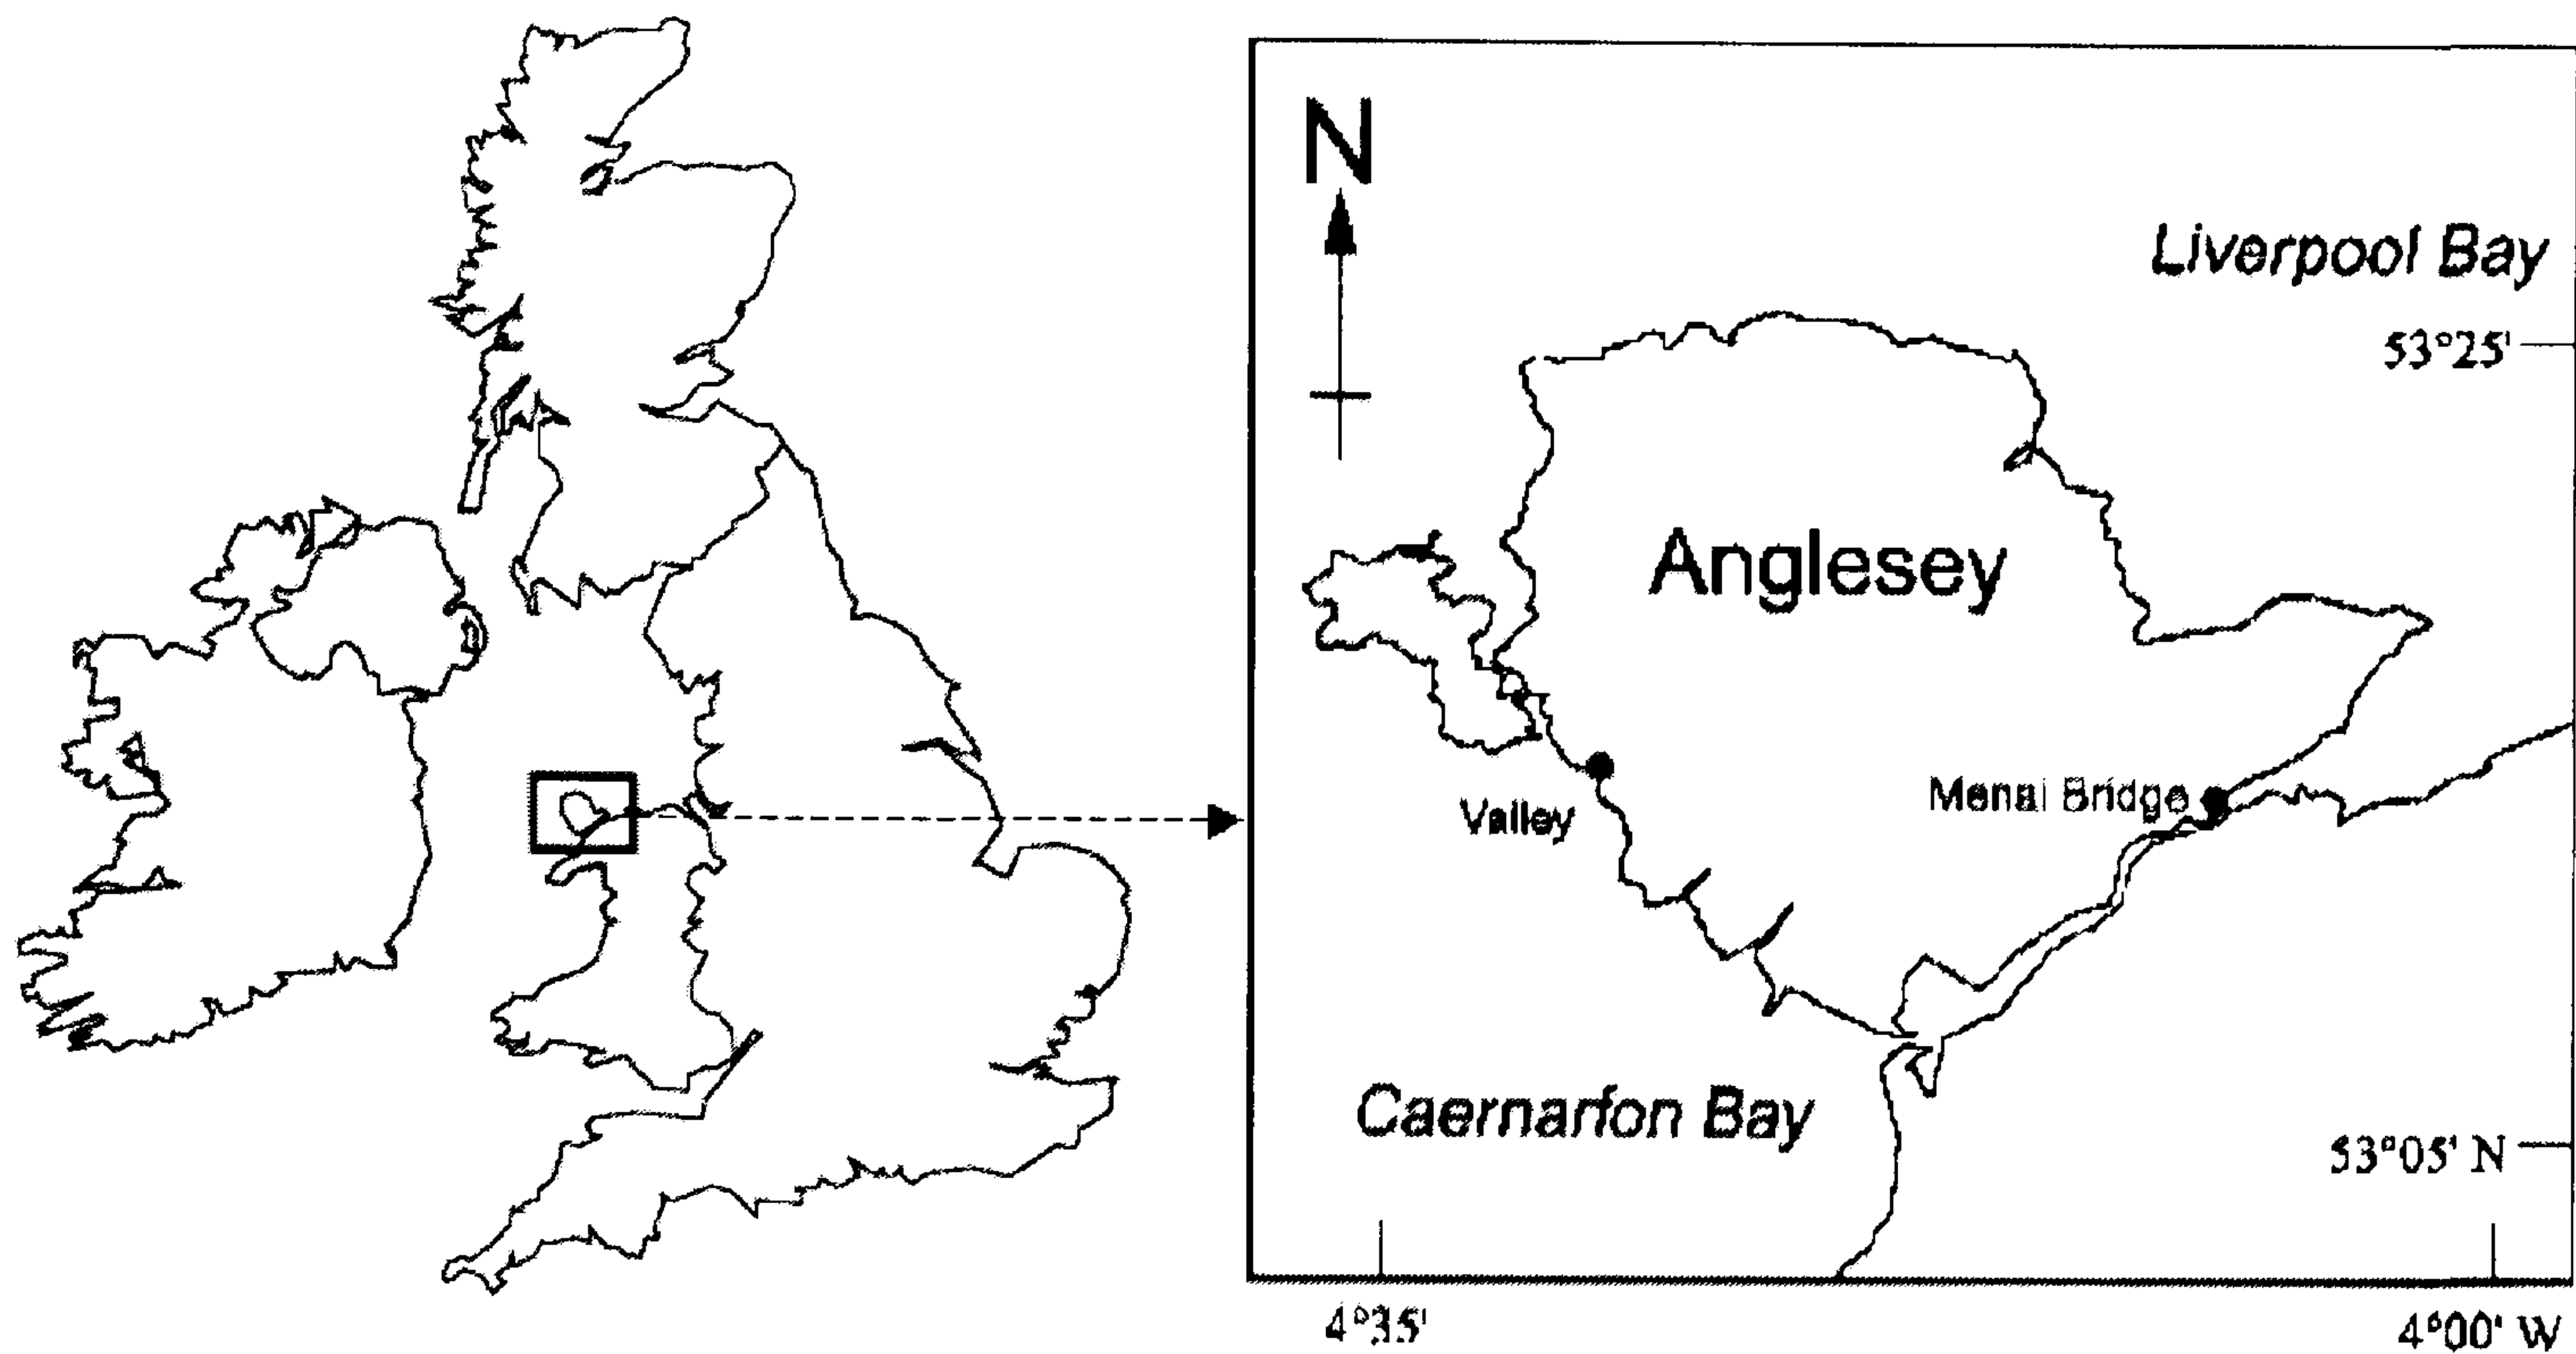 N
Liverpool Bay
53°25'
Anglesey
Menai Bridge
Valley
Caernarfon Bay
53°05' N
4°35'
4°00' W